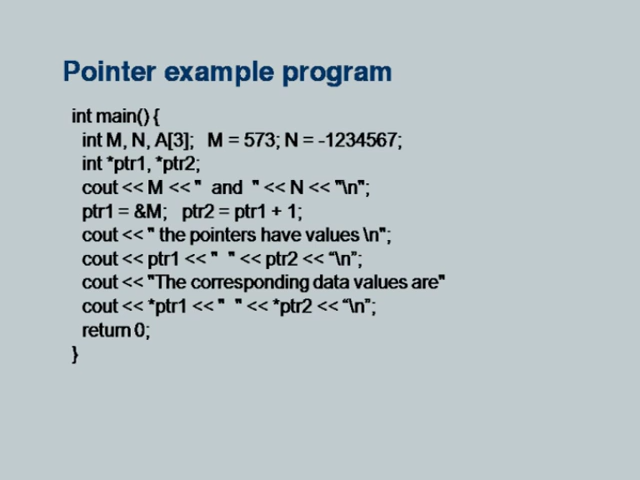 Pointer example program
int main() {
int M, N, A[3]; M = 573; N = -1234567;
int *ptr1, *ptr2;
cout << M << " and " << N << "\n";
ptr1 = &M; ptr2 = ptr1 + 1;
cout << " the pointers have values \n";
cout << ptr1 << " " << ptr2 << “\n”;
cout << "The corresponding data values are"
cout << *ptr1 << " " << *ptr2 << “\n”;
return 0;
}